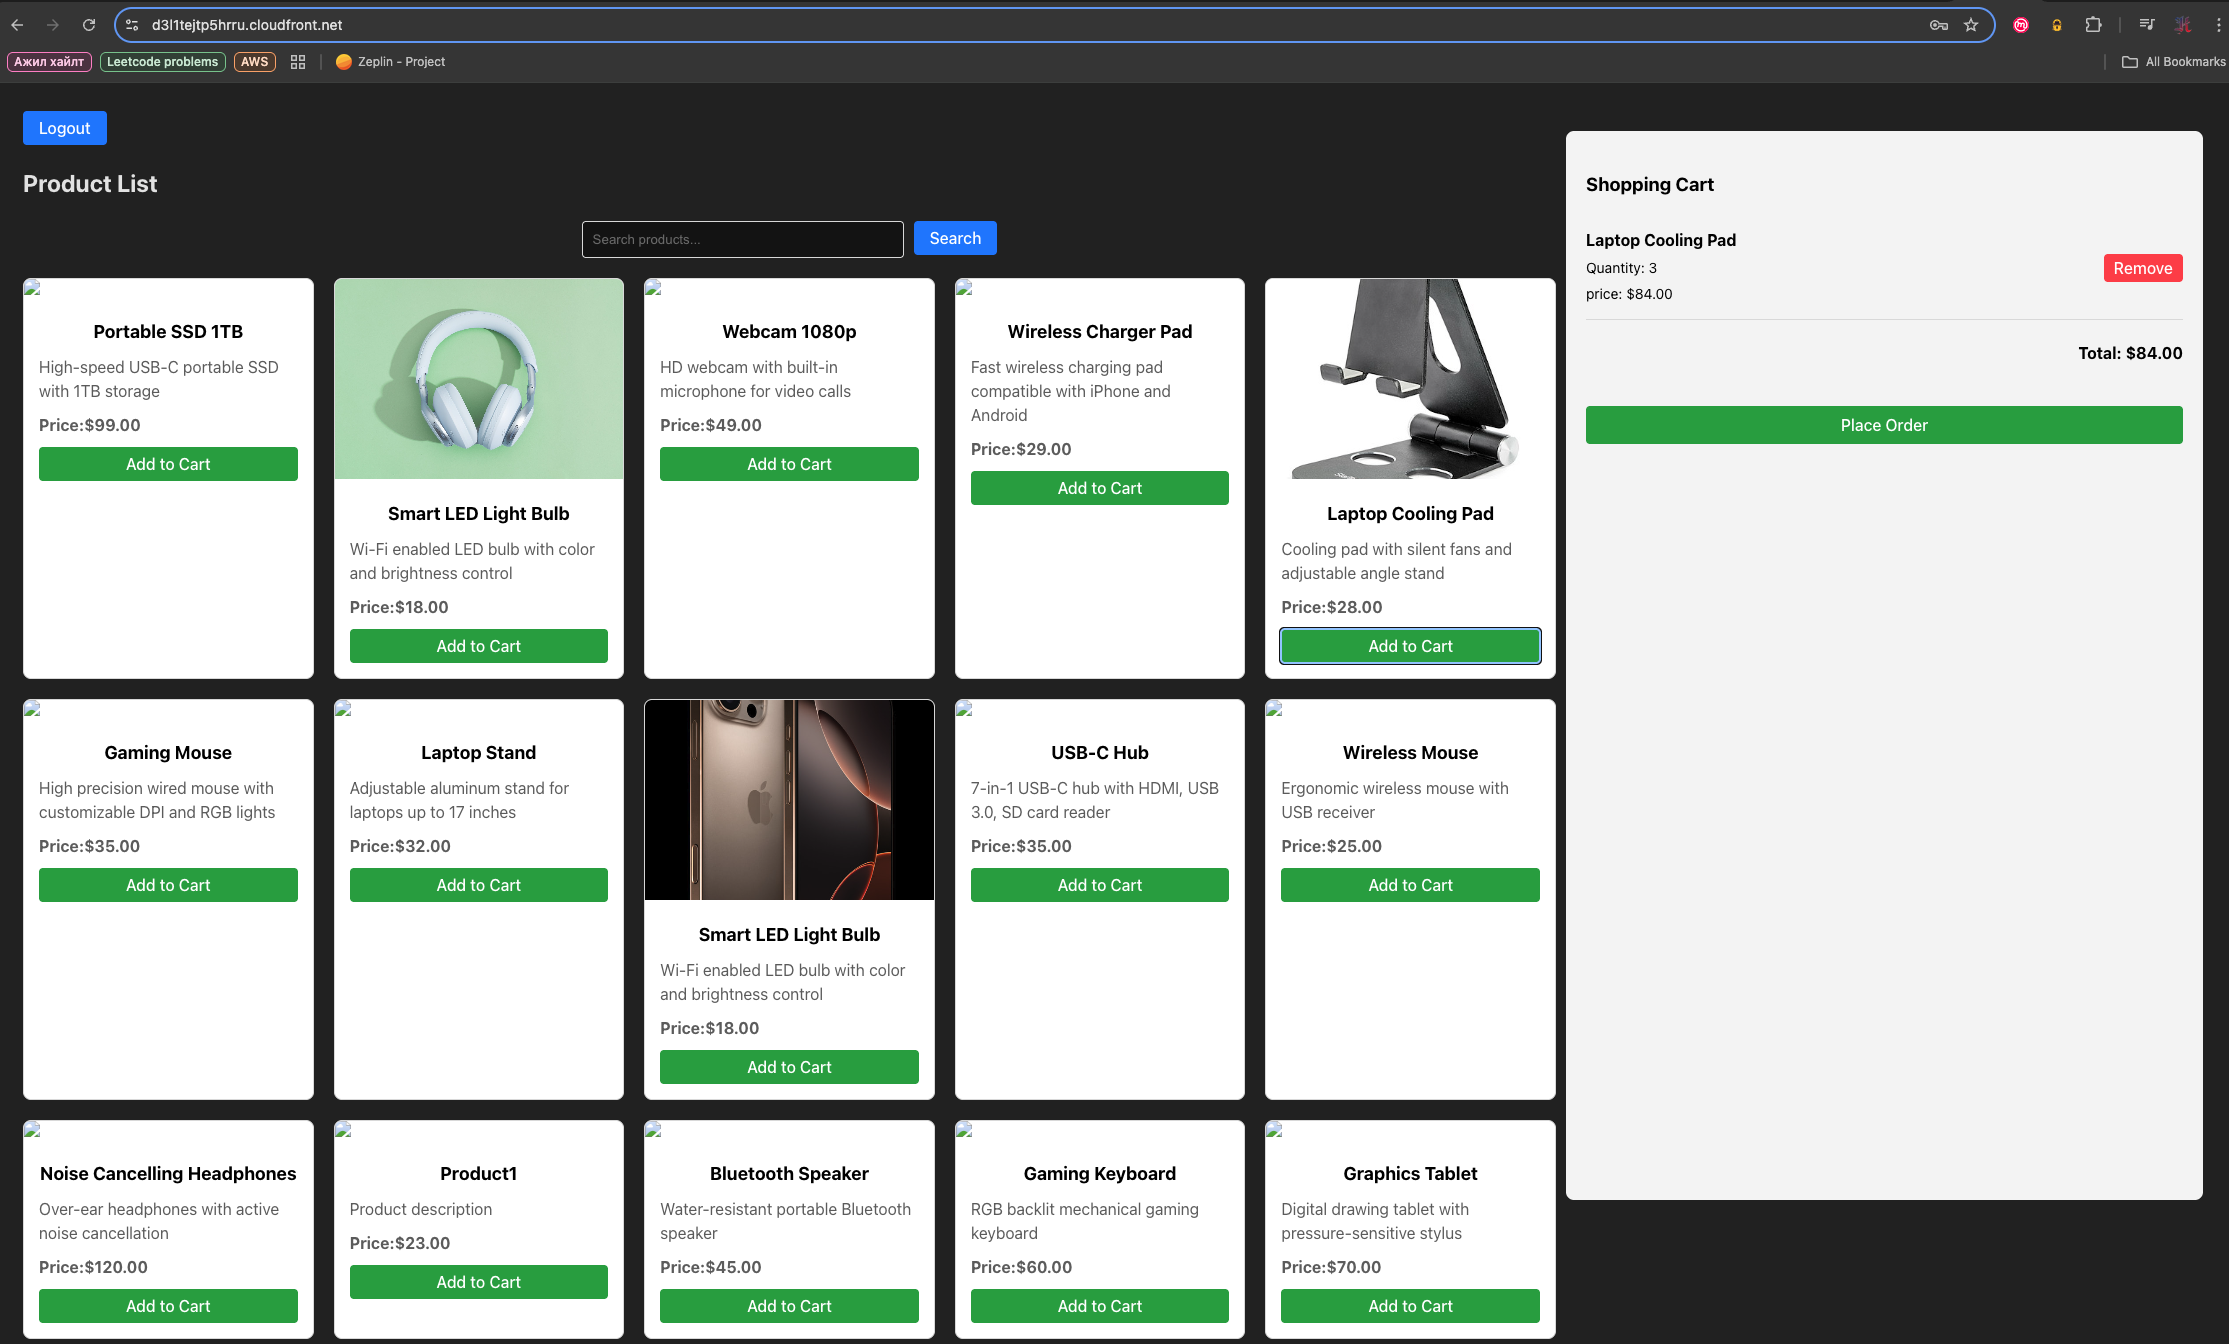 d3l1tejtp5hrru.cloudfront.net
Ажил хайлт
Leetcode problems
AWS
Zeplin - Project
All Bookmarks
Logout
Product List
Search products...
Search
Portable SSD 1TB
High-speed USB-C portable SSD
with 1TB storage
Price:$99.00
Add to Cart
Smart LED Light Bulb
Wi-Fi enabled LED bulb with color
and brightness control
Price:$18.00
Add to Cart
Webcam 1080p
HD webcam with built-in
microphone for video calls
Price:$49.00
Add to Cart
Wireless Charger Pad
Fast wireless charging pad
compatible with iPhone and
Android
Price:$29.00
Add to Cart
Laptop Cooling Pad
Cooling pad with silent fans and
adjustable angle stand
Price:$28.00
Add to Cart
Gaming Mouse
High precision wired mouse with
customizable DPI and RGB lights
Price:$35.00
Add to Cart
Laptop Stand
Adjustable aluminum stand for
laptops up to 17 inches
Price:$32.00
Add to Cart
Smart LED Light Bulb
Wi-Fi enabled LED bulb with color
and brightness control
Price:$18.00
Add to Cart
USB-C Hub
7-in-1 USB-C hub with HDMI, USB
3.0, SD card reader
Price:$35.00
Add to Cart
Wireless Mouse
Ergonomic wireless mouse with
USB receiver
Price:$25.00
Add to Cart
Noise Cancelling Headphones
Over-ear headphones with active
noise cancellation
Price:$120.00
Add to Cart
Product1
Product description
Price:$23.00
Add to Cart
Bluetooth Speaker
Water-resistant portable Bluetooth
speaker
Price:$45.00
Add to Cart
Gaming Keyboard
RGB backlit mechanical gaming
keyboard
Price:$60.00
Add to Cart
Graphics Tablet
Digital drawing tablet with
pressure-sensitive stylus
Price:$70.00
Add to Cart
Shopping Cart
Laptop Cooling Pad
Quantity: 3
price: $84.00
Remove
Total: $84.00
Place Order